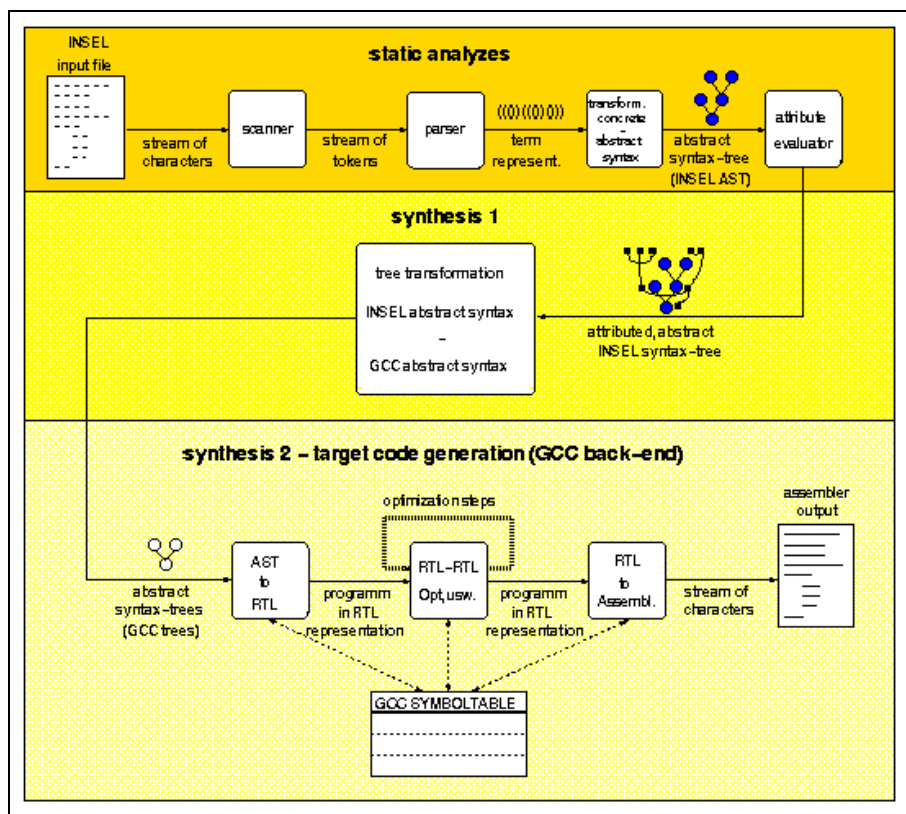 INSEL
input file
static analyzes
stream of
characters
scanner
stream of
tokens
parser
((()((()()))
term
represent.
transform.
concrete
–
abstract
syntax
abstract
syntax-tree
(INSEL AST)
attribute
evaluator
synthesis 1
tree transformation
INSEL abstract syntax
–
GCC abstract syntax
attributed, abstract
INSEL syntax-tree
synthesis 2 – target code generation (GCC back-end)
optimization steps
assembler
output
abstract
syntax-trees
(GCC trees)
AST
to
RTL
programm
in RTL
representation
RTL-RTL
Opt,usw.
programm
in RTL
representation
RTL
to
Assembl.
stream of
characters
GCC SYMBOLTABLE